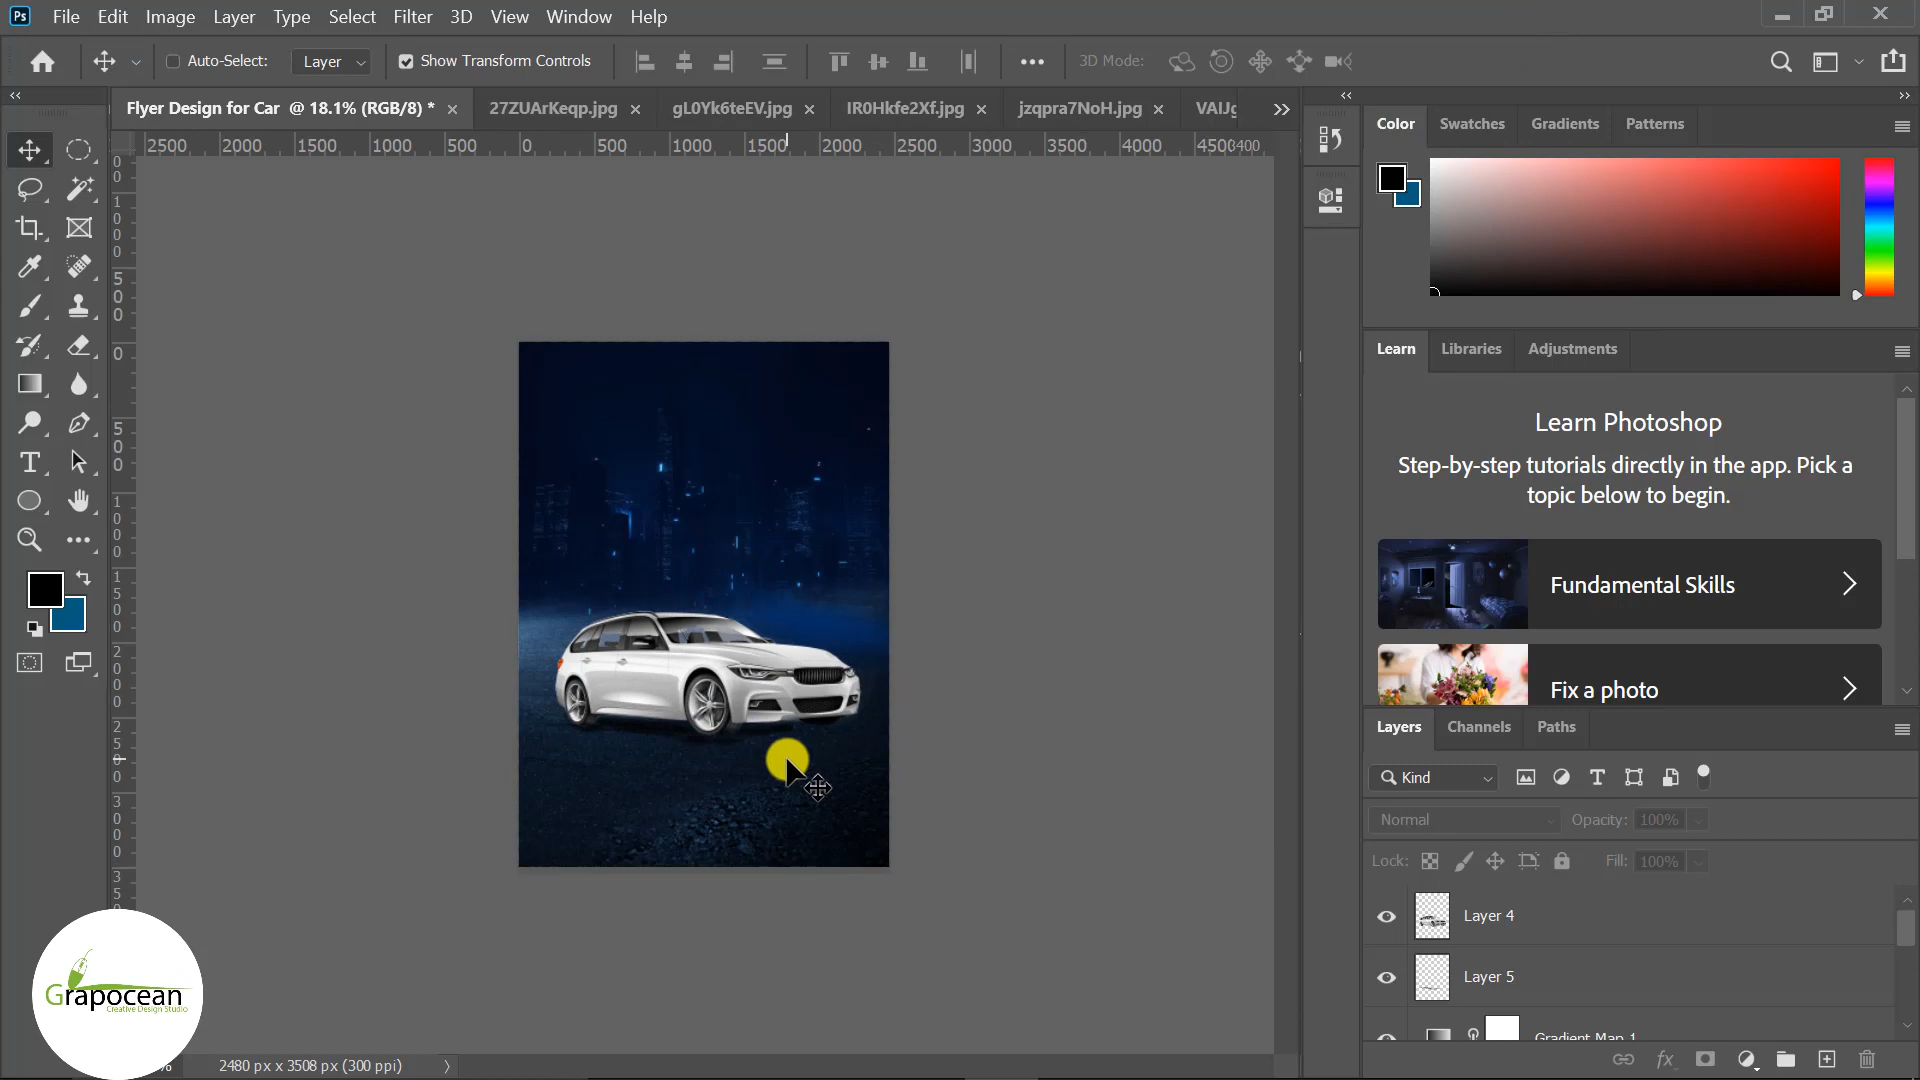 Ps File Edit Image Layer Type Select Filter 3D View Window Help
Auto-Select: Layer Show Transform Controls 3D Mode:
Flyer Design for Car @ 18.1% (RGB/8) * 27ZUArKeqp.jpg gL0Yk6teEV.jpg IR0Hkfe2Xf.jpg jzqpra7NoH.jpg
2500 2000 1500 1000 500 0 500 1000 1500 2000 2500 3000 3500 4000
Color Swatches Gradients Patterns
Learn Libraries Adjustments
Learn Photoshop
Step-by-step tutorials directly in the app. Pick a
topic below to begin.
Fundamental Skills
Fix a photo
Layers Channels Paths
Kind
Normal Opacity: 100%
Lock: Fill: 100%
Layer 4
Layer 5
Gradient Map 1
Grapocean
Creative Design Studio
2480 px x 3508 px (300 ppi)